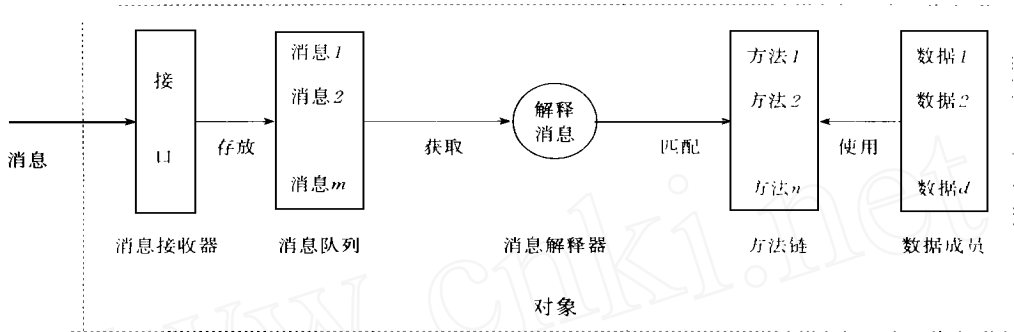 消息
接
口
消息接收器
存放
消息1
消息2
消息m
消息队列
获取
解释
消息
消息解释器
匹配
方法1
方法2
方法n
方法链
使用
数据1
数据2
数据d
数据成员
对象
www.cnki.net